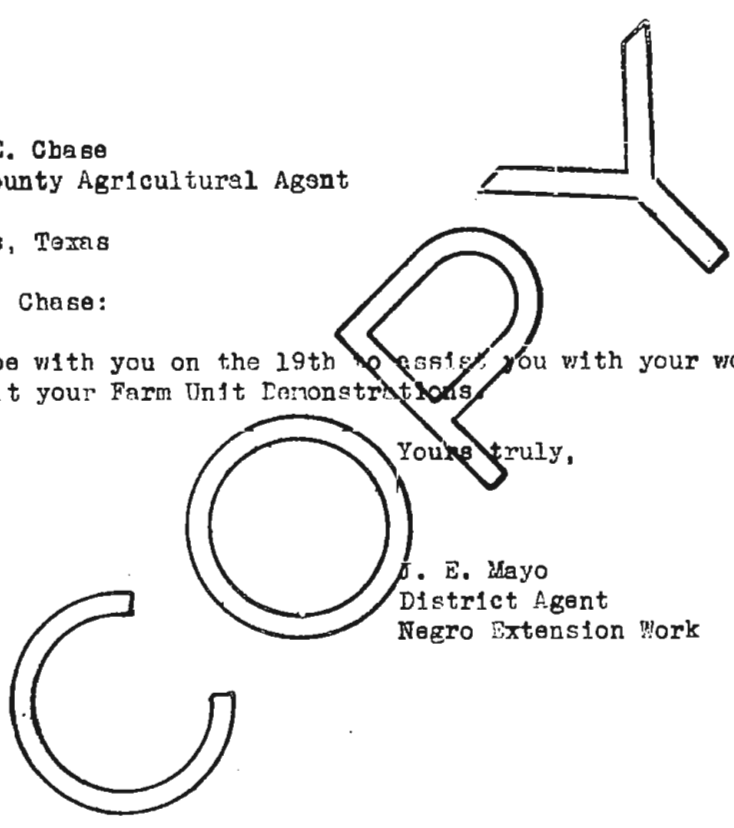 C. Chase
ounty Agricultural Agent
s, Texas
Chase:
be with you on the 19th to assist you with your wo
it your Farm Unit Demonstrations.
Yours truly,
J. E. Mayo
District Agent
Negro Extension Work
COPY